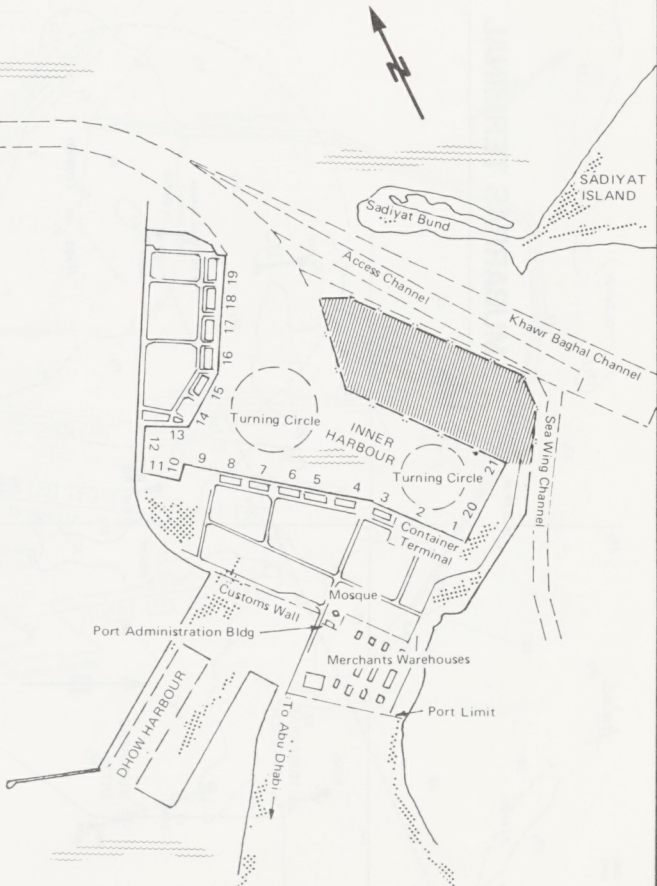 N
SADIYAT
ISLAND
Sadiyat Bund
Access Channel
Khawr Baghal Channel
19
18
17
16
15
14
13
12
11
10
9
8
7
6
5
4
3
2
1
20
21
Turning Circle
INNER
HARBOUR
Turning Circle
Sea Wing Channel
Container
Terminal
Mosque
Customs Wall
Port Administration Bldg
Merchants Warehouses
Port Limit
DHOW HARBOUR
To Abu Dhabi